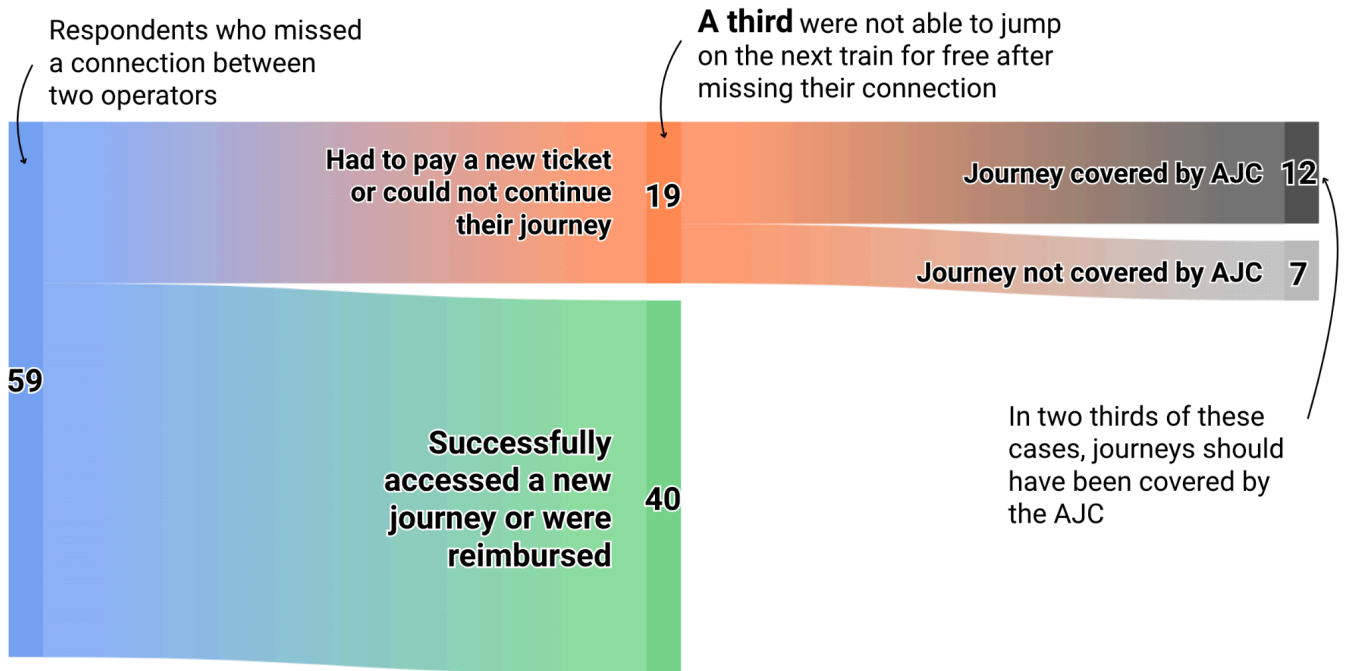 Respondents who missed
a connection between
two operators
A third were not able to jump
on the next train for free after
missing their connection
Had to pay a new ticket
or could not continue
their journey
19
Journey covered by AJC 12
Journey not covered by AJC 7
59
Successfully
accessed a new
journey or were
reimbursed
40
In two thirds of these
cases, journeys should
have been covered by
the AJC